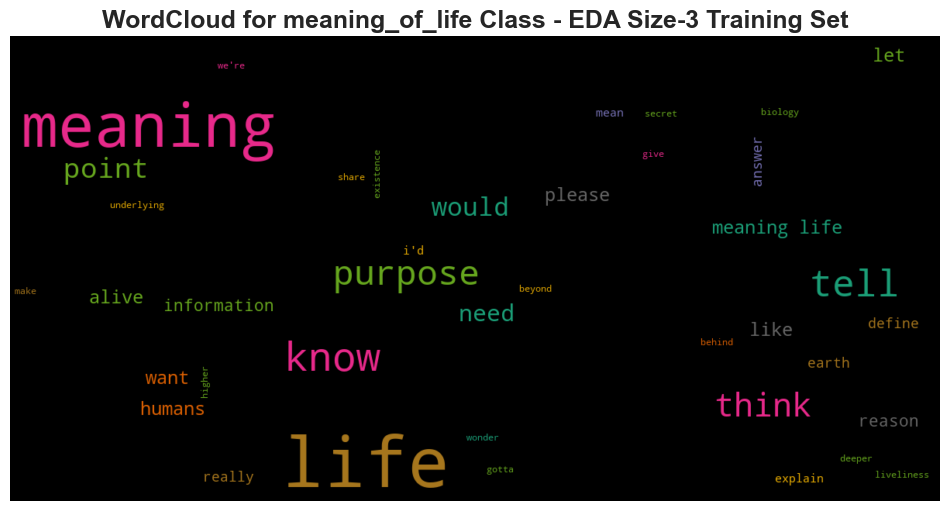 WordCloud for meaning_of_life Class - EDA Size-3 Training Set
let
we're
meaning
mean
secret
biology
answer
give
point
share
existence
please
underlying
would
meaning life
i'd
purpose
tell
beyond
make
alive
information
need
like
define
behind
know
earth
want
higher
humans
think
reason
life
wonder
gotta
really
deeper
explain
liveliness